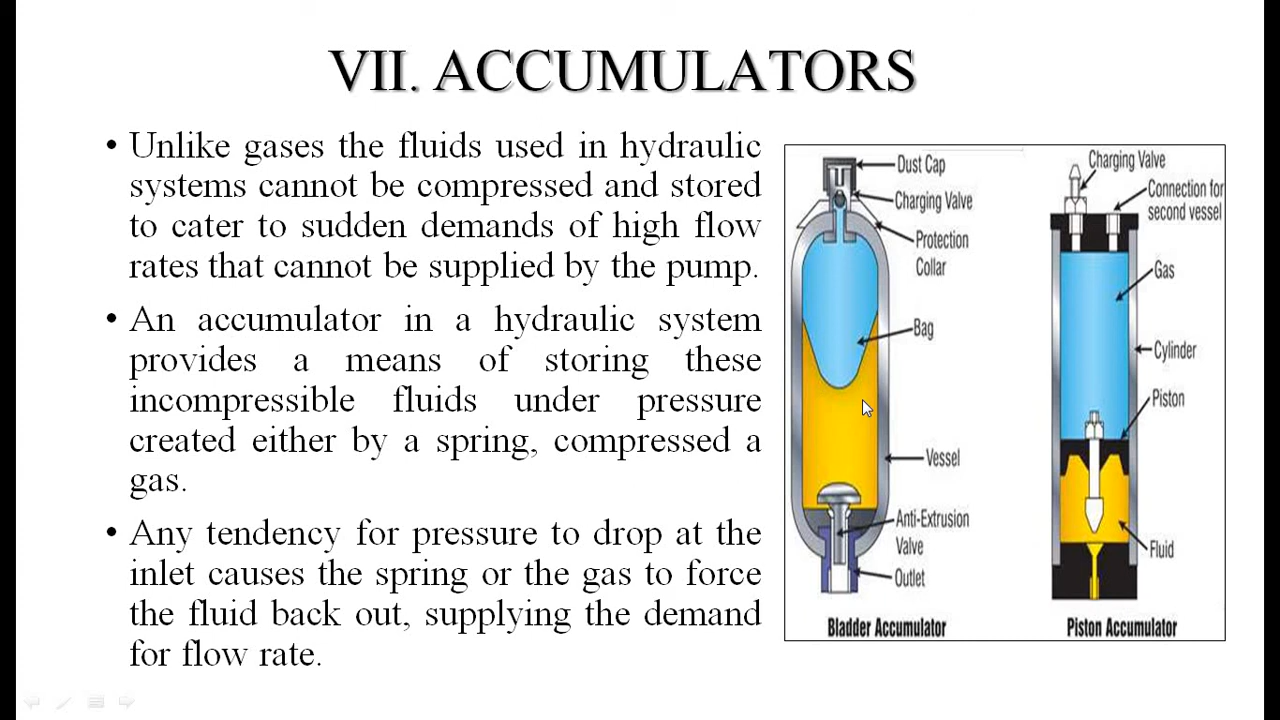 VII. ACCUMULATORS
• Unlike gases the fluids used in hydraulic
systems cannot be compressed and stored
to cater to sudden demands of high flow
rates that cannot be supplied by the pump.
• An accumulator in a hydraulic system
provides a means of storing these
incompressible fluids under pressure
created either by a spring, compressed a
gas.
• Any tendency for pressure to drop at the
inlet causes the spring or the gas to force
the fluid back out, supplying the demand
for flow rate.
Dust Cap
Charging Valve
Protection
Collar
Bag
Vessel
Anti-Extrusion
Valve
Outlet
Bladder Accumulator
Charging Valve
Connection for
second vessel
Gas
Cylinder
Piston
Fluid
Piston Accumulator